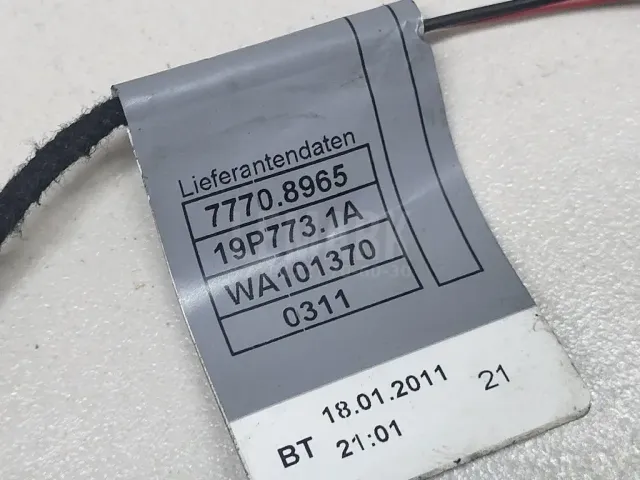 Lieferantendaten
7770.8965
19P773.1A
WA101370
0311
18.01.2011 21
BT 21:01